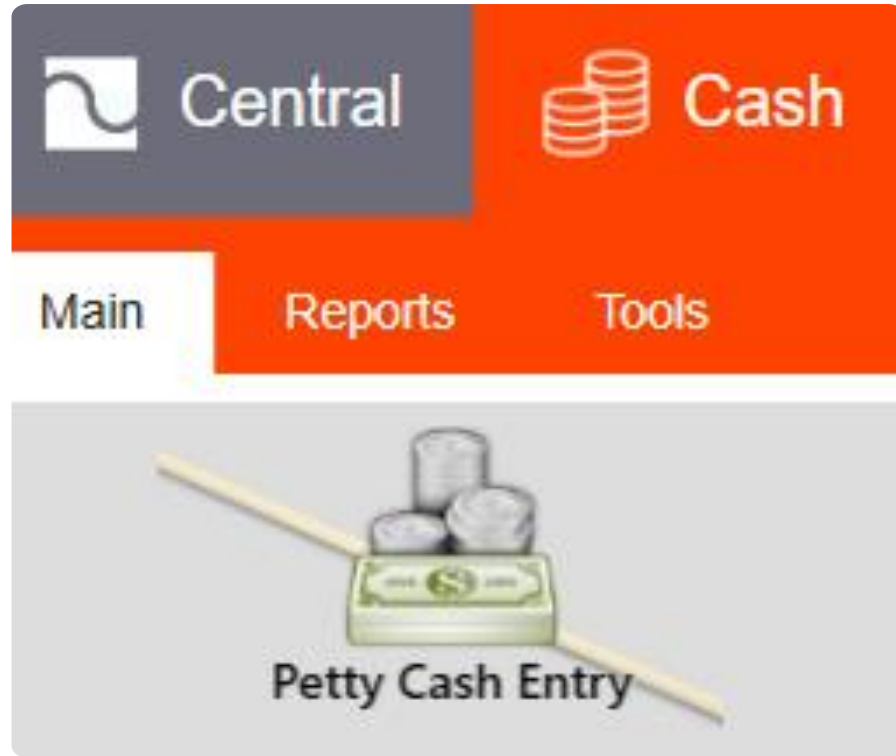 Central
Cash
Main
Reports
Tools
Petty Cash Entry